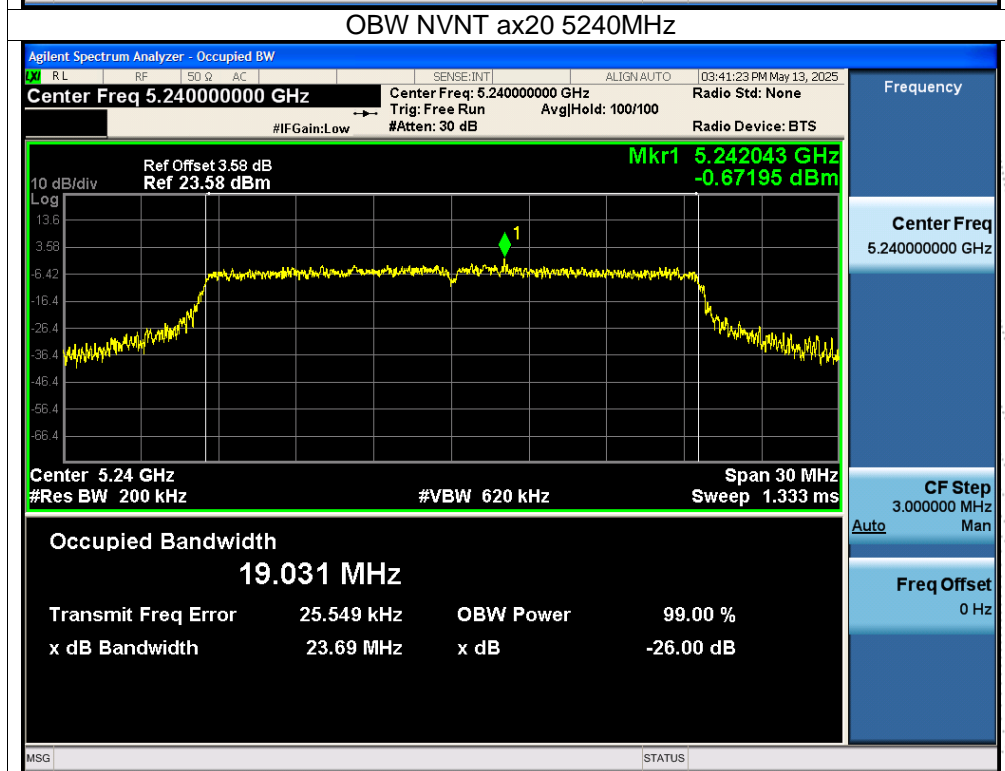 OBW NVNT ax20 5240MHz
Agilent Spectrum Analyzer - Occupied BW
LXI RL RF 50 Ω AC SENSE:INT ALIGN AUTO 03:41:23 PM May 13, 2025
Center Freq 5.240000000 GHz
Center Freq: 5.240000000 GHz Radio Std: None
Trig: Free Run Avg|Hold: 100/100
#IFGain:Low #Atten: 30 dB Radio Device: BTS
Frequency
Mkr1 5.242043 GHz
-0.67195 dBm
Ref Offset 3.58 dB
10 dB/div Ref 23.58 dBm
Log
13.6
3.58
-6.42
-16.4
-26.4
-36.4
-46.4
-56.4
-66.4
1
Center 5.24 GHz Span 30 MHz
#Res BW 200 kHz #VBW 620 kHz Sweep 1.333 ms
Center Freq
5.240000000 GHz
CF Step
3.000000 MHz
Auto Man
Freq Offset
0 Hz
Occupied Bandwidth
19.031 MHz
Transmit Freq Error 25.549 kHz OBW Power 99.00 %
x dB Bandwidth 23.69 MHz x dB -26.00 dB
MSG STATUS